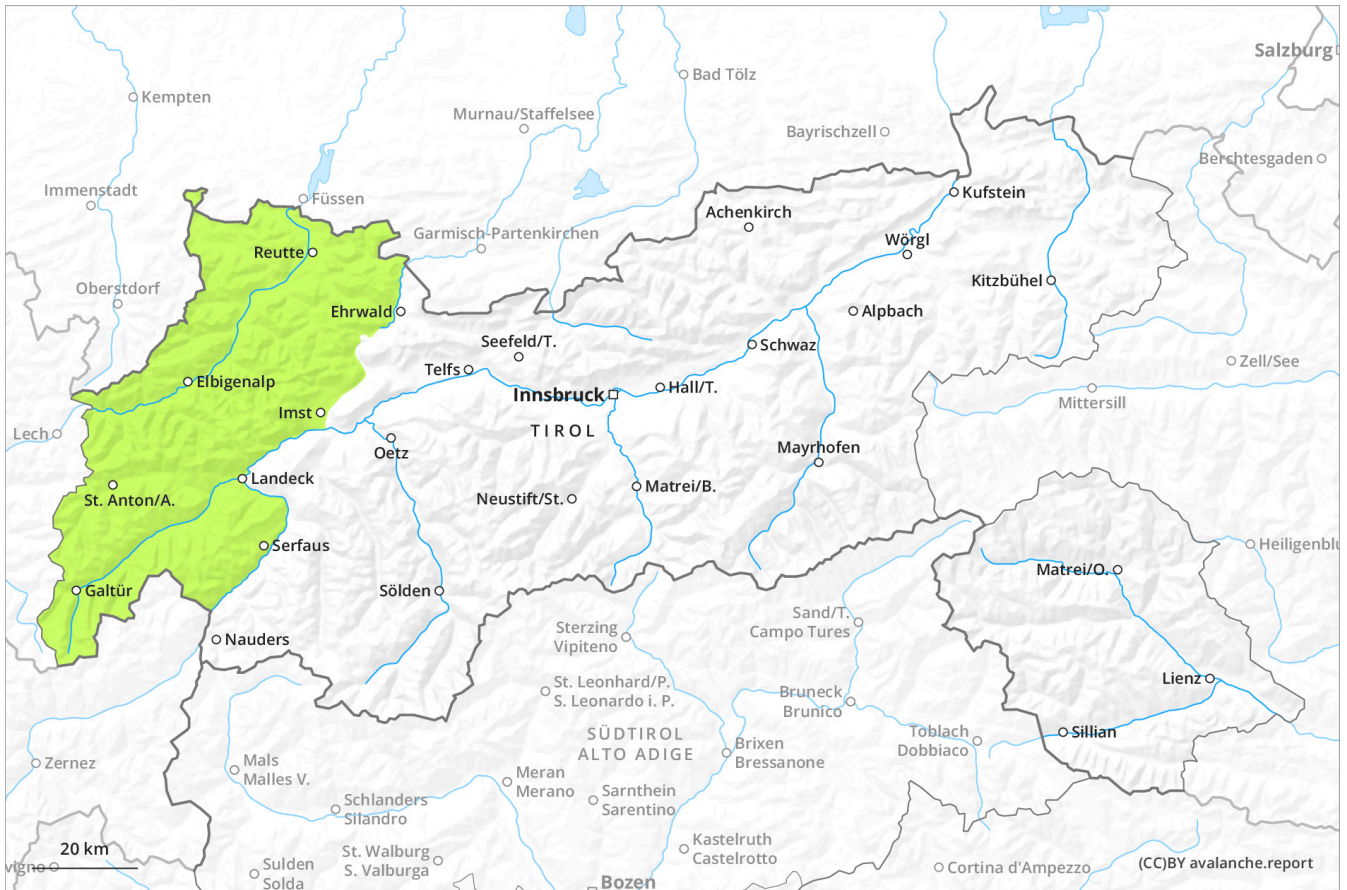 Salzburg
Bad Tölz
Kempten
Murnau/Staffelsee
Bayrischzell
Berchtesgaden
Immenstadt
Füssen
Kufstein
Achenkirch
Garmisch-Partenkirchen
Wörgl
Reutte
Kitzbühel
Oberstdorf
Ehrwald
Alpbach
Seefeld/T.
Schwaz
Zell/See
Telfs
Elbigenalp
Innsbruck
Hall/T.
Mittersill
Imst
TIROL
Lech
Oetz
Mayrhofen
Landeck
St. Anton/A.
Neustift/St.
Matrei/B.
Serfaus
Heiligenblu
Matrei/O.
Galtür
Sölden
Sand/T.
Campo Tures
Sterzing
Vipiteno
Nauders
Lienz
St. Leonhard/P.
S. Leonardo i. P.
Bruneck
Brunico
SÜDTIROL
ALTO ADIGE
Toblach
Dobbiaco
Sillian
Brixen
Bressanone
Zernez
Mals
Malles V.
Meran
Merano
Sarnthein
Sarentino
Schlanders
Silandro
Kastelruth
Castelrotto
20 km
St. Walburg
S. Valburga
vigno
Sulden
Solda
Cortina d'Ampezzo
(CC)BY avalanche.report
Bozen